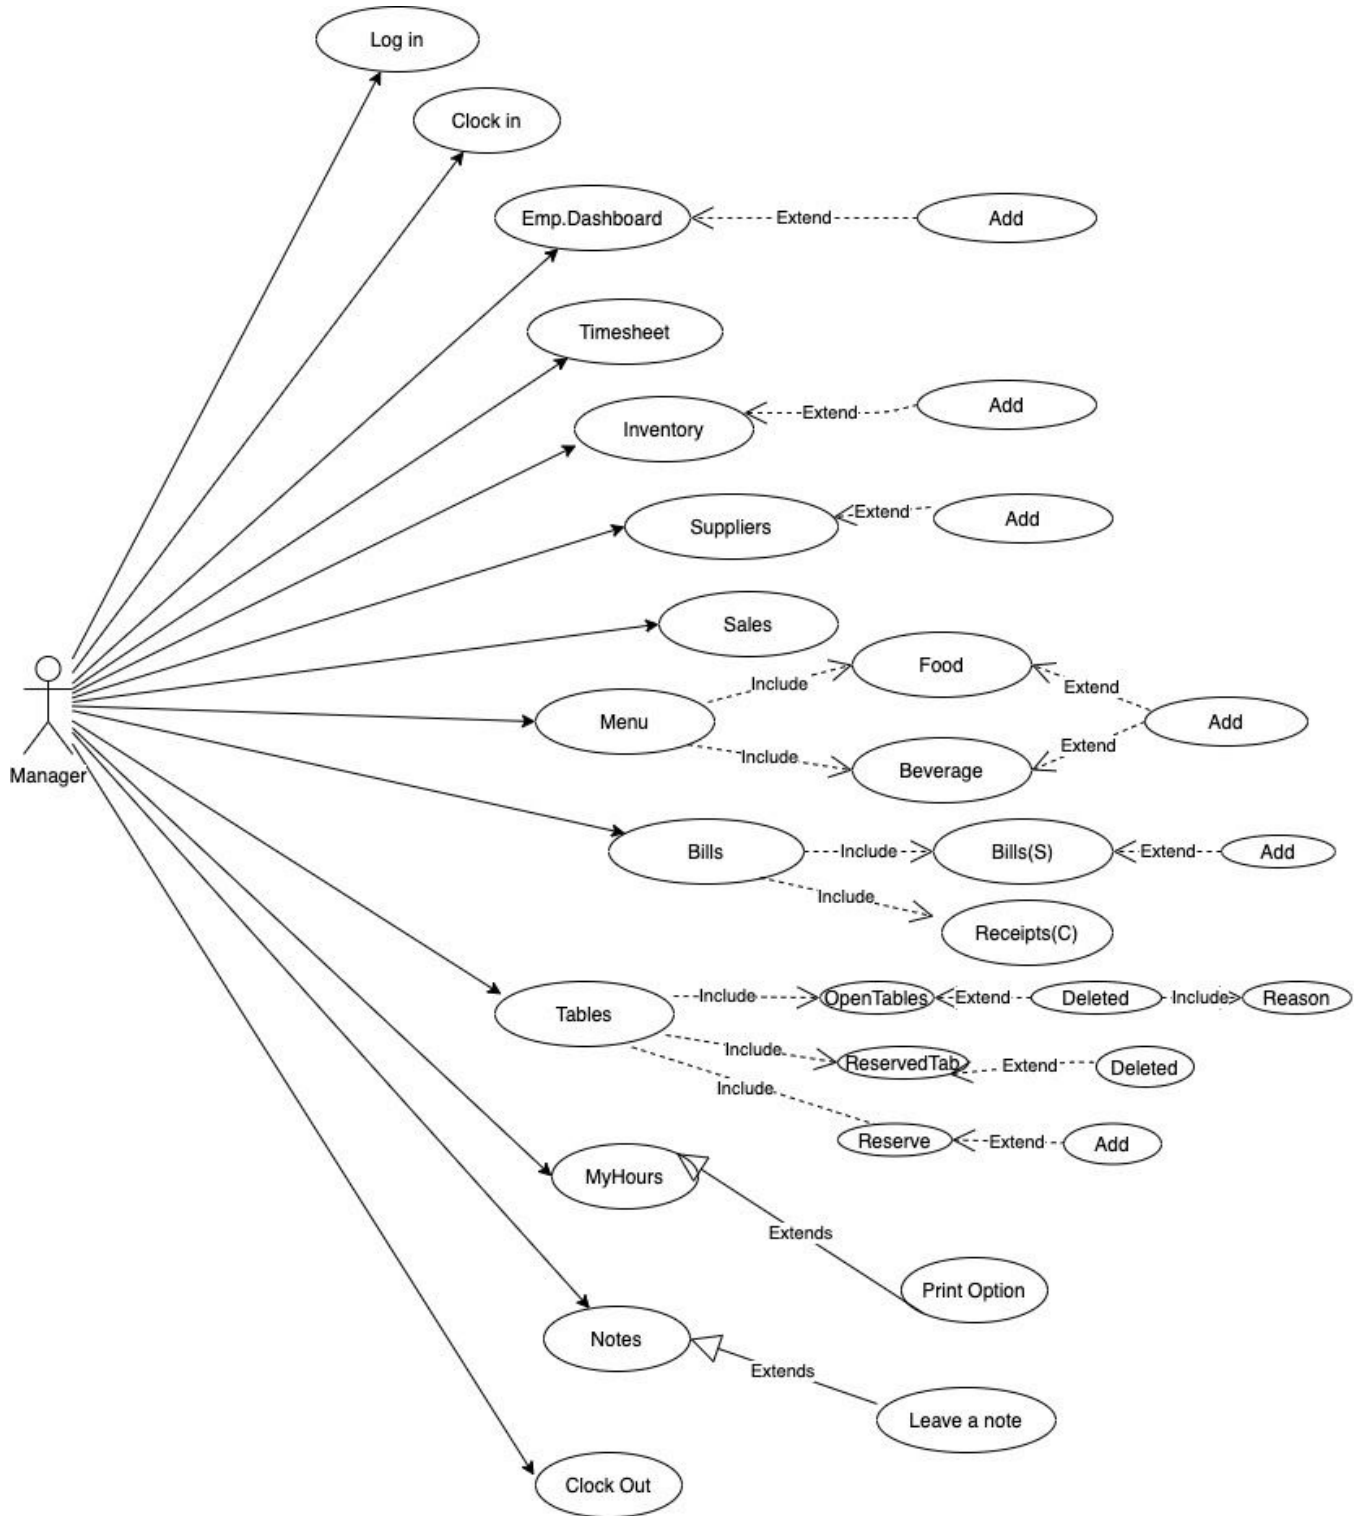 Log in
Clock in
Emp.Dashboard
Extend
Add
Timesheet
Inventory
Extend
Add
Suppliers
Extend
Add
Sales
Menu
Include
Food
Extend
Add
Include
Beverage
Extend
Manager
Bills
Include
Bills(S)
Extend
Add
Include
Receipts(C)
Tables
Include
OpenTables
Extend
Deleted
Include
Reason
Include
ReservedTab
Extend
Deleted
Include
Reserve
Extend
Add
MyHours
Extends
Print Option
Notes
Extends
Leave a note
Clock Out